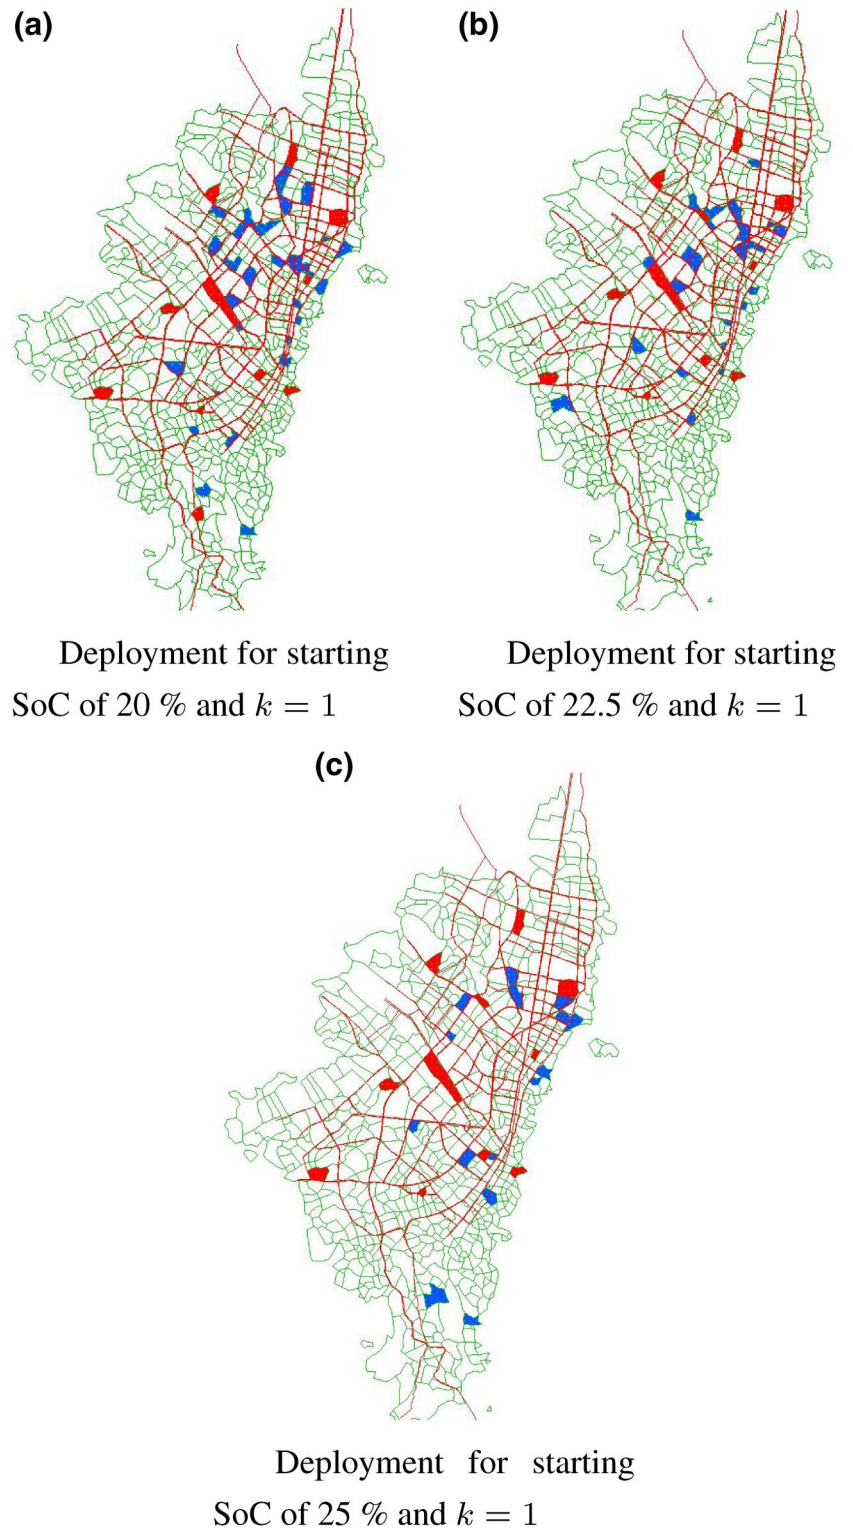 (a)
(b)
Deployment for starting
SoC of 20 % and k = 1
Deployment for starting
SoC of 22.5 % and k = 1
(c)
Deployment for starting
SoC of 25 % and k = 1